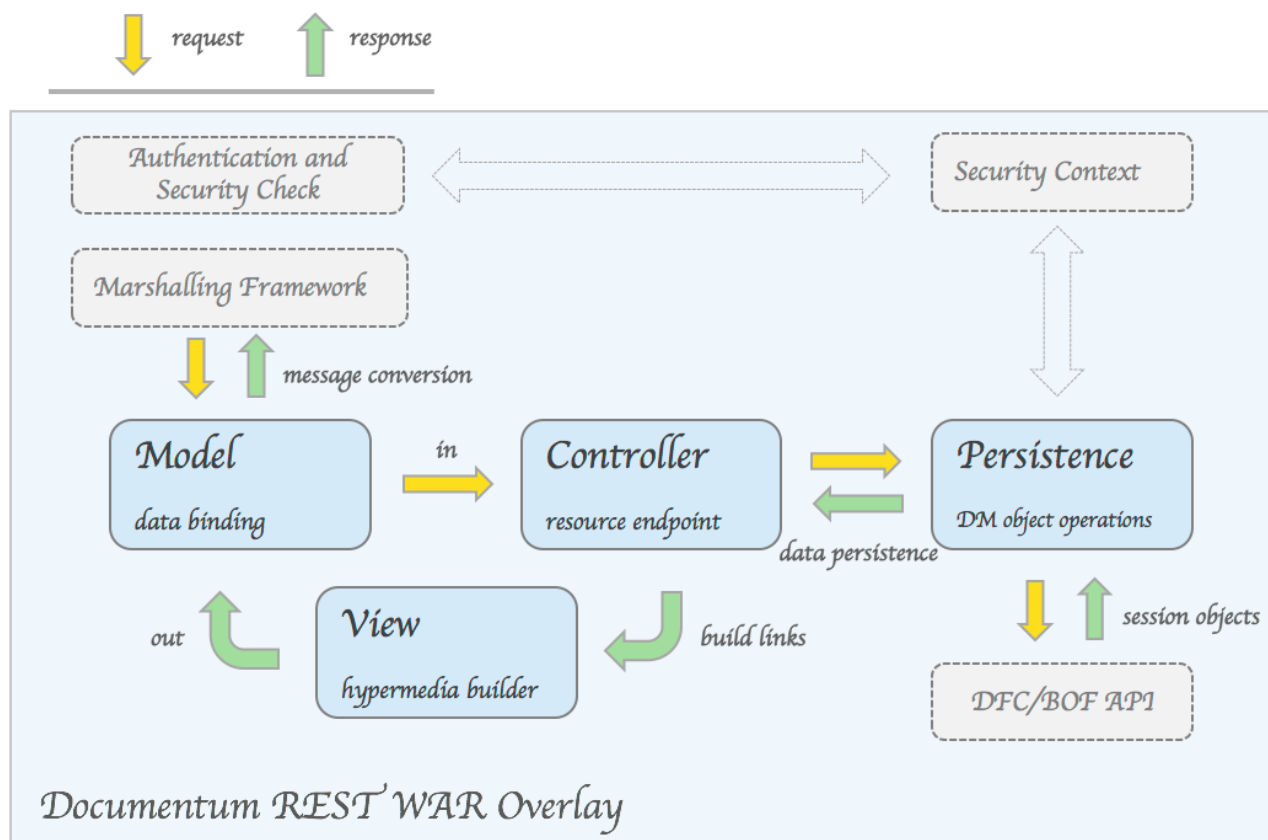 request
response
Authentication and
Security Check
Security Context
Marshalling Framework
message conversion
Model
data binding
in
Controller
resource endpoint
Persistence
DM object operations
data persistence
out
View
hypermedia builder
build links
session objects
DFC/BOF API
Documentum REST WAR Overlay